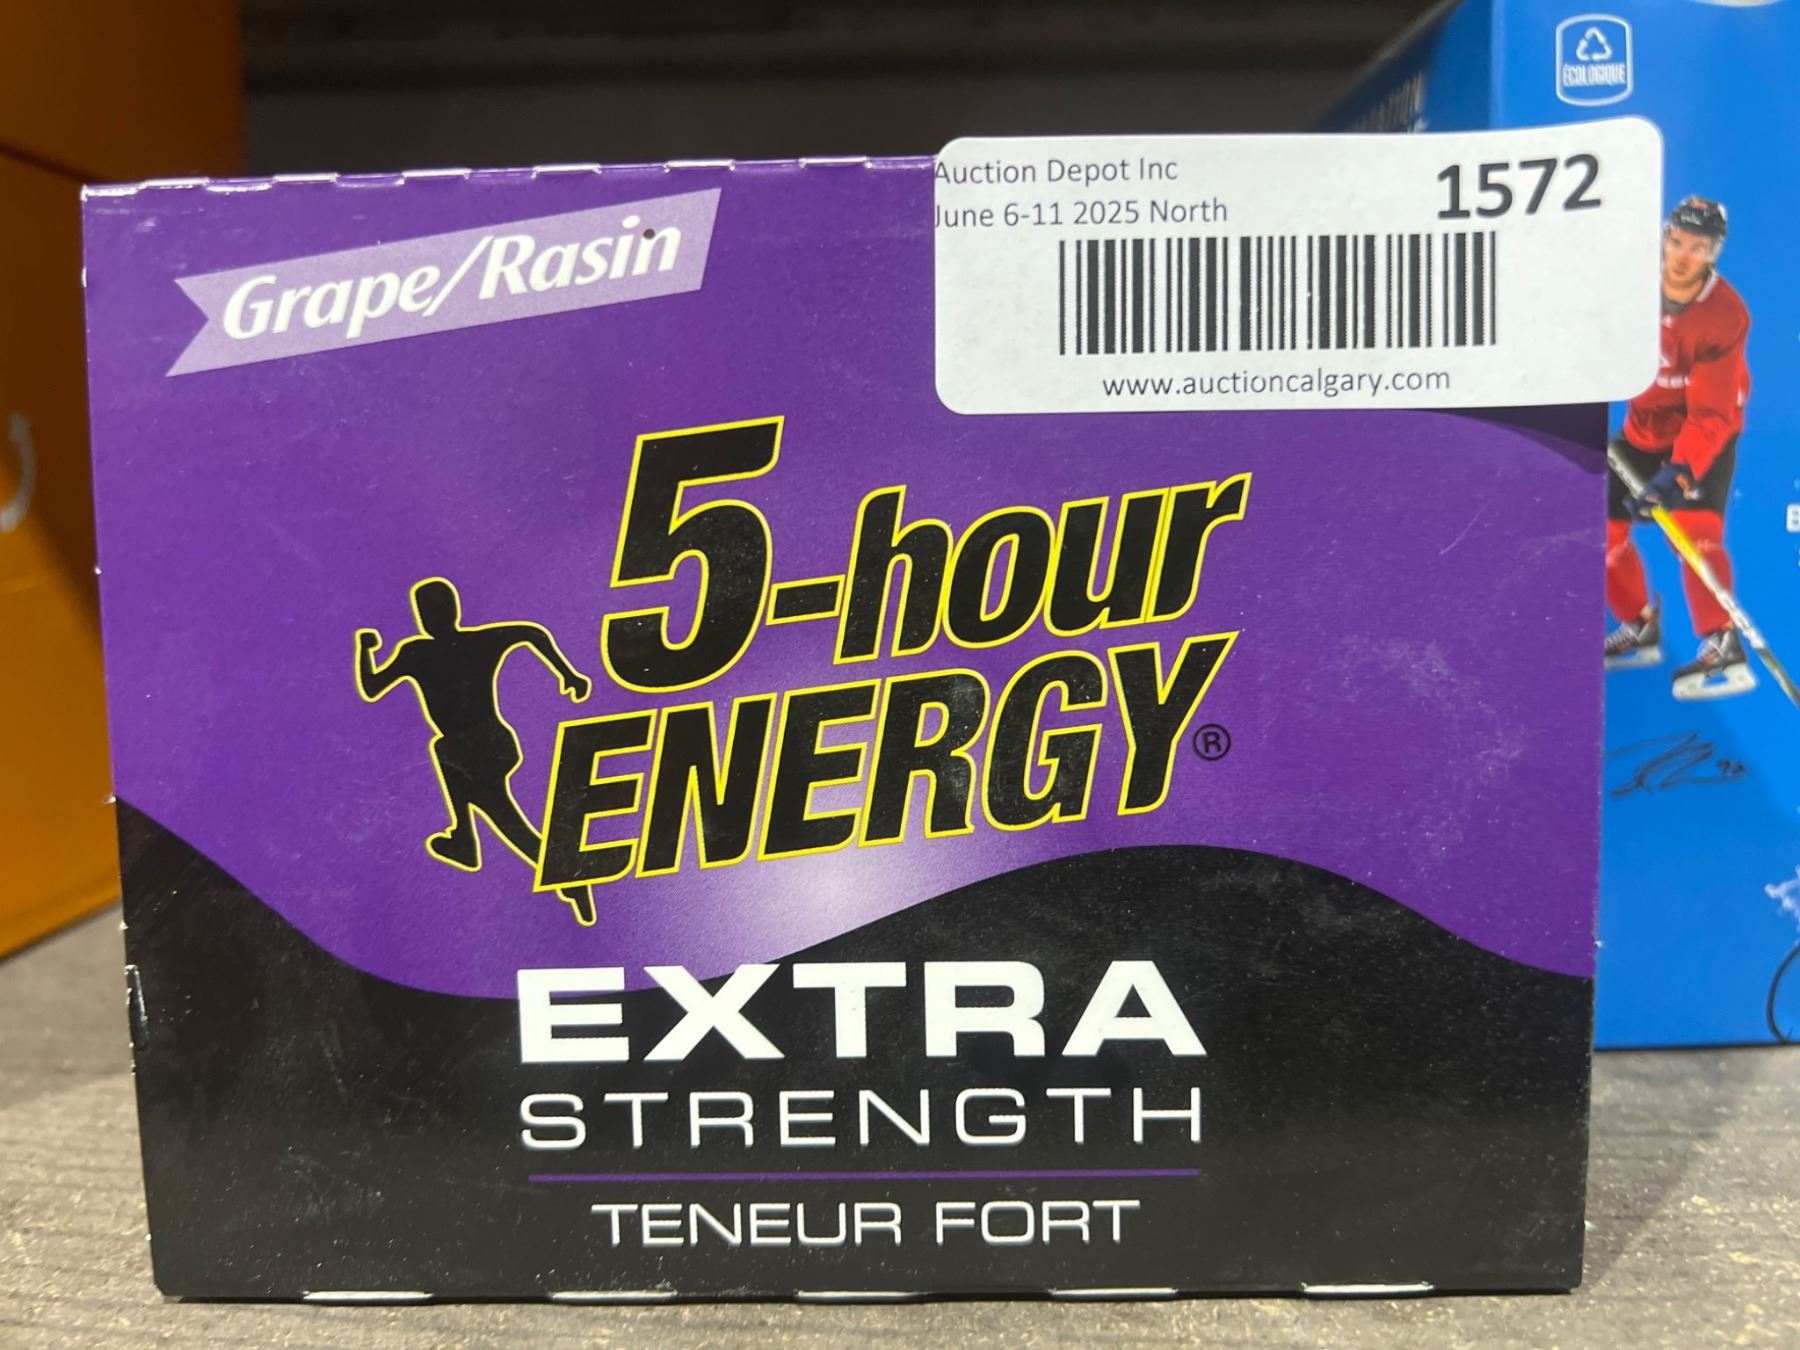 ÉCOLOGIQUE
Auction Depot Inc
1572
June 6-11 2025 North
www.auctioncalgary.com
Grape/Rasin
5-hour
ENERGY®
EXTRA
STRENGTH
TENEUR FORT